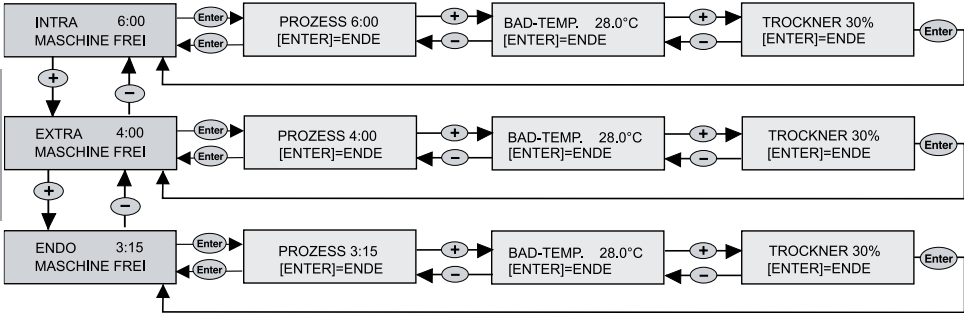 INTRA 6:00
MASCHINE FREI
Enter
Enter
PROZESS 6:00
[ENTER]=ENDE
+
−
BAD-TEMP. 28.0°C
[ENTER]=ENDE
+
−
TROCKNER 30%
[ENTER]=ENDE
Enter
+
−
EXTRA 4:00
MASCHINE FREI
Enter
Enter
PROZESS 4:00
[ENTER]=ENDE
+
−
BAD-TEMP. 28.0°C
[ENTER]=ENDE
+
−
TROCKNER 30%
[ENTER]=ENDE
Enter
+
−
ENDO 3:15
MASCHINE FREI
Enter
Enter
PROZESS 3:15
[ENTER]=ENDE
+
−
BAD-TEMP. 28.0°C
[ENTER]=ENDE
+
−
TROCKNER 30%
[ENTER]=ENDE
Enter